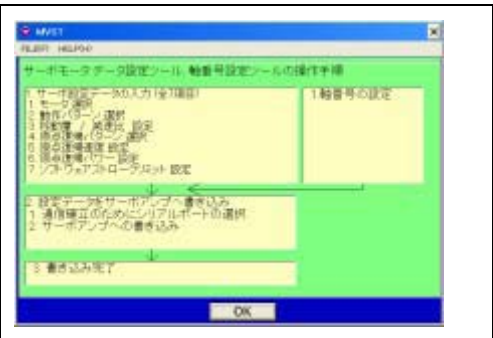 MVST
FILE(F) HELP(H)
サーボモータデータ設定ツール, 軸番号設定ツールの操作手順
1 サーボ設定データの入力(全7項目)
1 モータ選択
2 動作パターン 選択
3 移動量 / 減速比 設定
4 原点復帰パターン 選択
5 原点復帰速度 設定
6 原点復帰パワー 設定
7 ソフトウェアストロークリミット 設定
1 軸番号の設定
2 設定データをサーボアンプへ書き込み
1 通信確立のためにシリアルポートの選択
2 サーボアンプへの書き込み
3 書き込み完了
OK